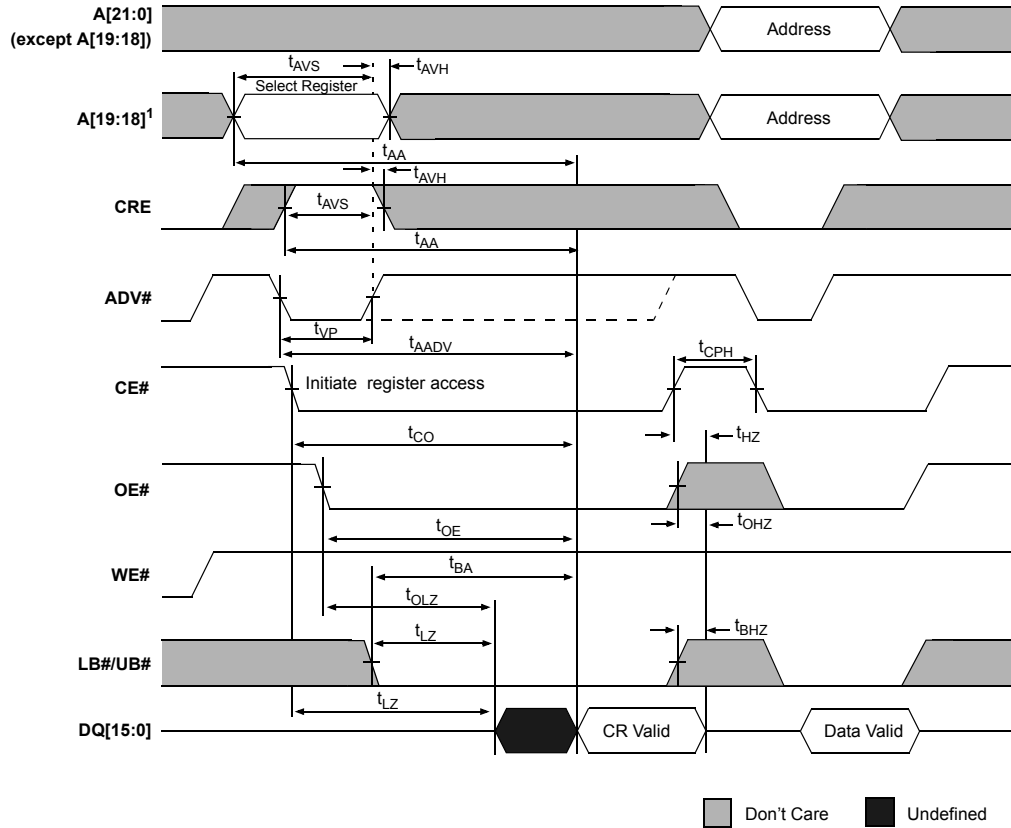 A[21:0]
(except A[19:18])
Address
tAVS
tAVH
Select Register
A[19:18]1
Address
tAA
tAVH
CRE
tAVS
tAA
ADV#
tVP
tAADV
tCPH
CE#
Initiate register access
tCO
tHZ
OE#
tOHZ
tOE
WE#
tBA
tOLZ
tLZ
tBHZ
LB#/UB#
tLZ
DQ[15:0]
CR Valid
Data Valid
Don't Care
Undefined